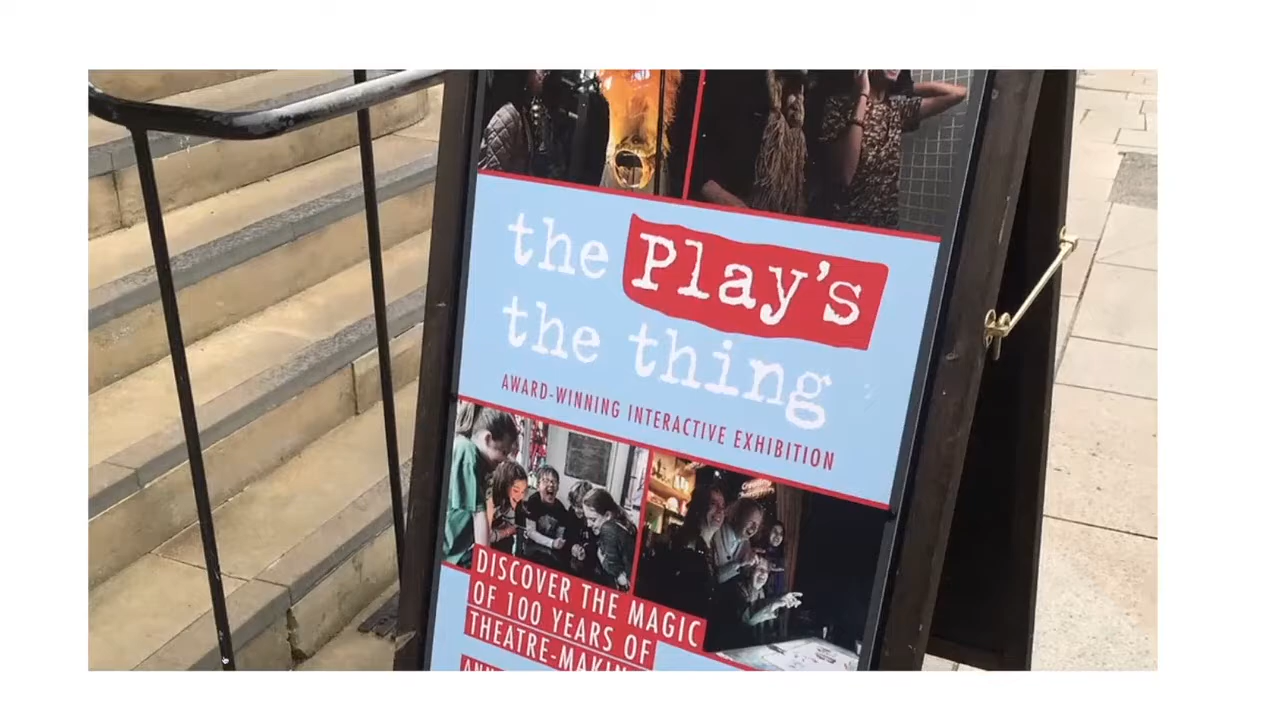 the Play's
the thing
AWARD-WINNING INTERACTIVE EXHIBITION
DISCOVER THE MAGIC
OF 100 YEARS OF